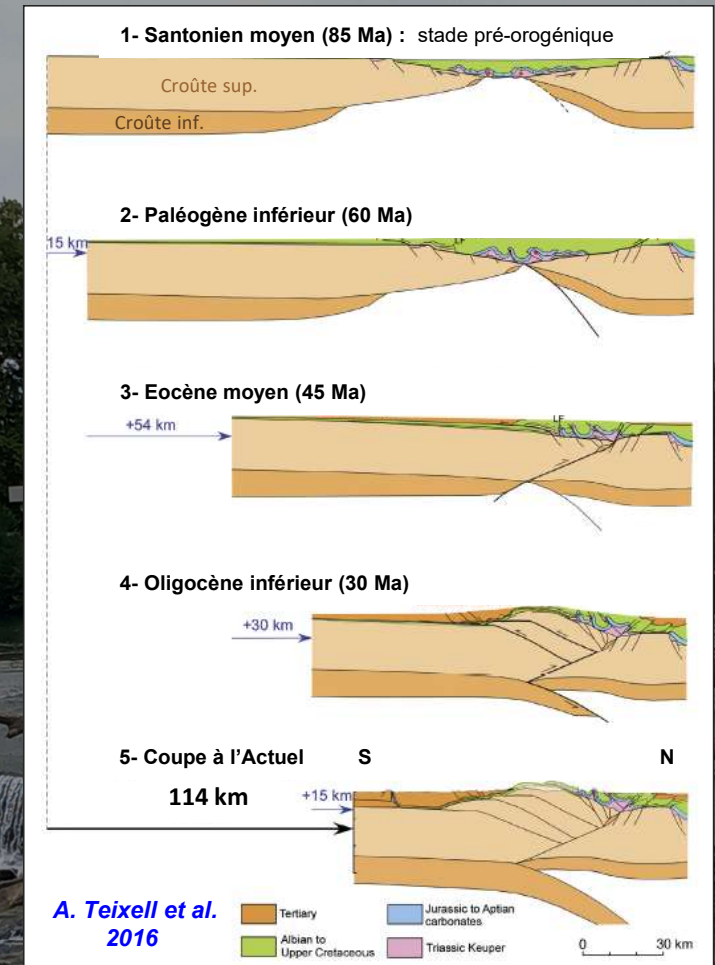 1- Santonien moyen (85 Ma) : stade pré-orogénique
Croûte sup.
Croûte inf.
2- Paléogène inférieur (60 Ma)
15 km
LF
3- Eocène moyen (45 Ma)
+54 km
LF
4- Oligocène inférieur (30 Ma)
+30 km
5- Coupe à l'Actuel S N
114 km
+15 km
A. Teixell et al.
2016
Tertiary
Albian to
Upper Cretaceous
Jurassic to Aptian
carbonates
Triassic Keuper
0 30 km